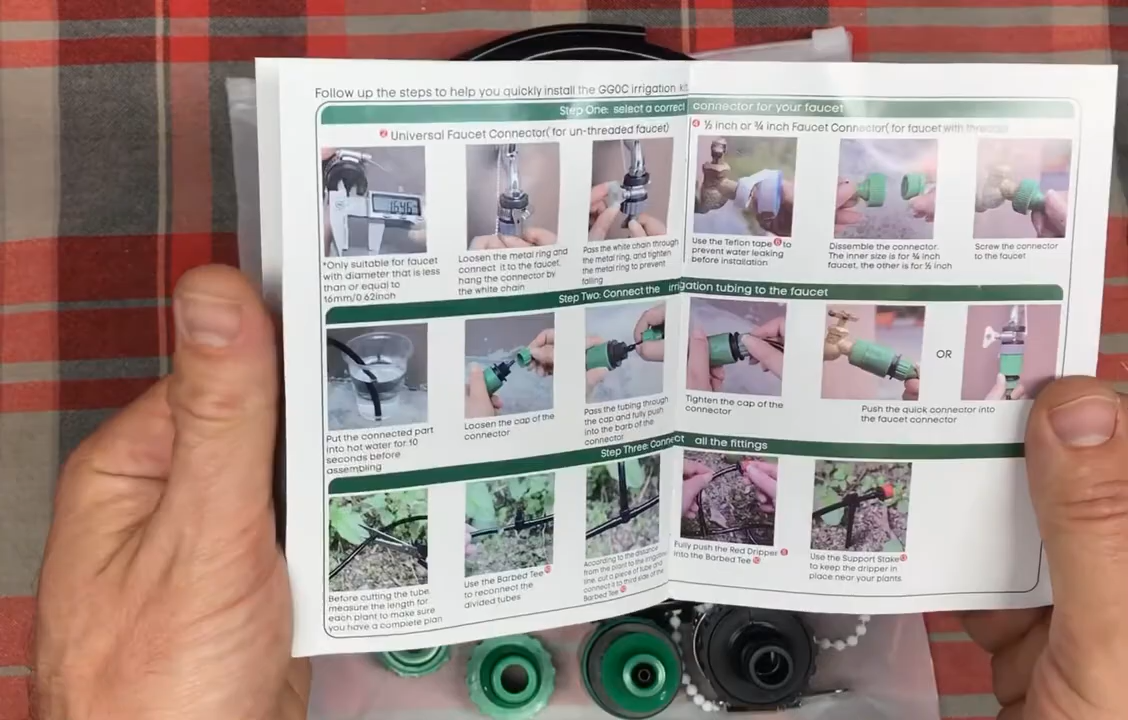 Follow up the steps to help you quickly install the GGOC irrigation kit
Step One: select a correct connector for your faucet
2 Universal Faucet Connector( for un-threaded faucet)
4 ½ inch or ¾ inch Faucet Connector( for faucet with threads)
*Only suitable for faucet
with diameter that is less
than or equal to
16mm/0.62inch
Loosen the metal ring and
connect it to the faucet,
hang the connector by
the white chain
Pass the white chain through
the metal ring, and tighten
the metal ring to prevent
falling
Use the Teflon tape to
prevent water leaking
before installation
Dissemble the connector.
The inner size is for ¾ inch
faucet, the other is for ½ inch
Screw the connector
to the faucet
Step Two: Connect the irrigation tubing to the faucet
Put the connected part
into hot water for 10
seconds before
assembling
Loosen the cap of the
connector
Pass the tubing through
the cap and fully push
into the barb of the
connector
Tighten the cap of the
connector
OR
Push the quick connector into
the faucet connector
Step Three: Connect all the fittings
Before cutting the tube,
measure the length for
each plant to make sure
you have a complete plan
Use the Barbed Tee
to reconnect the
divided tubes
According to the distance
from the plant to the irrigation
line, cut a piece of tube and
connect it to third side of the
Barbed Tee
Fully push the Red Dripper
into the Barbed Tee
Use the Support Stake
to keep the dripper in
place near your plants